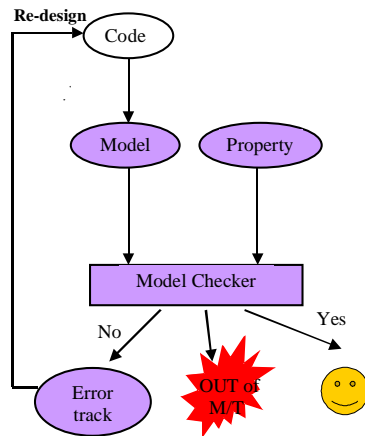 Re-design
Code
Model
Property
Model Checker
No
Yes
Error
track
OUT of
M/T